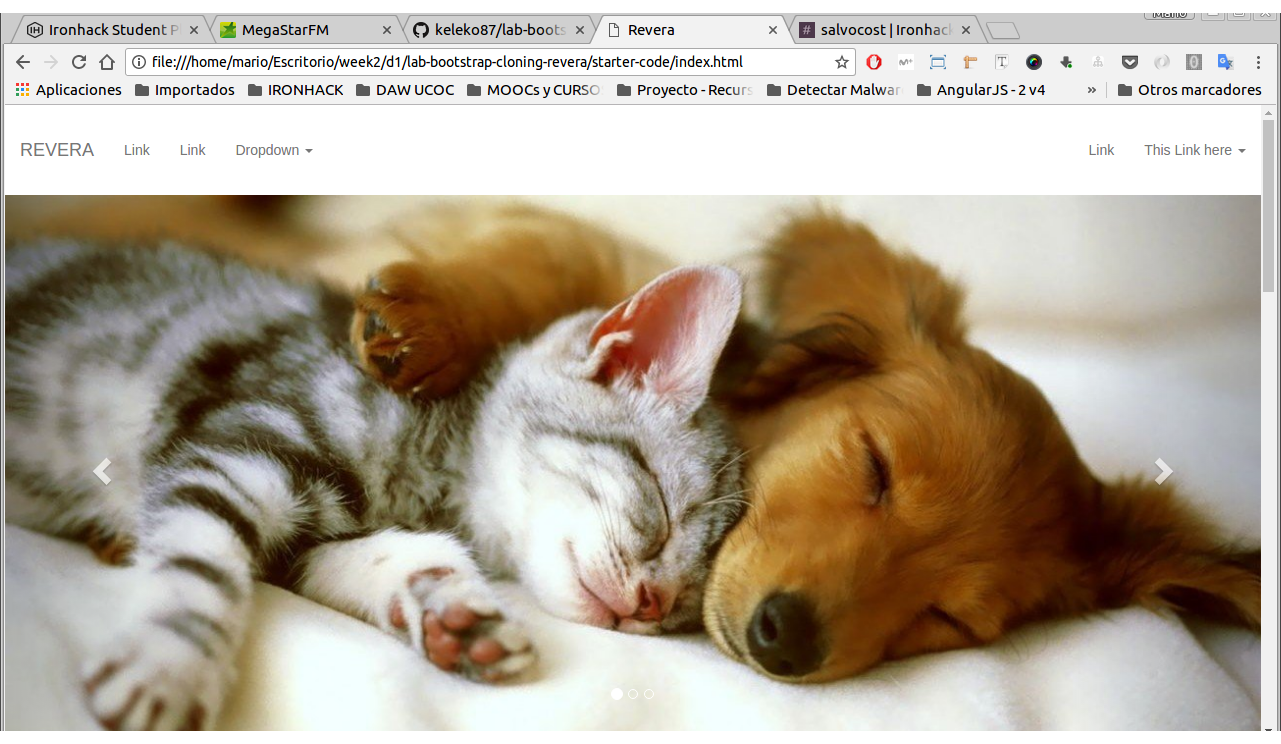 Mario
Ironhack Student P
MegaStarFM
keleko87/lab-boots
Revera
salvocost | Ironhac
file:///home/mario/Escritorio/week2/d1/lab-bootstrap-cloning-revera/starter-code/index.html
Aplicaciones Importados IRONHACK DAW UCOC MOOCs y CURSO Proyecto - Recurs Detectar Malwar AngularJS - 2 v4 » Otros marcadores
REVERA Link Link Dropdown Link This Link here